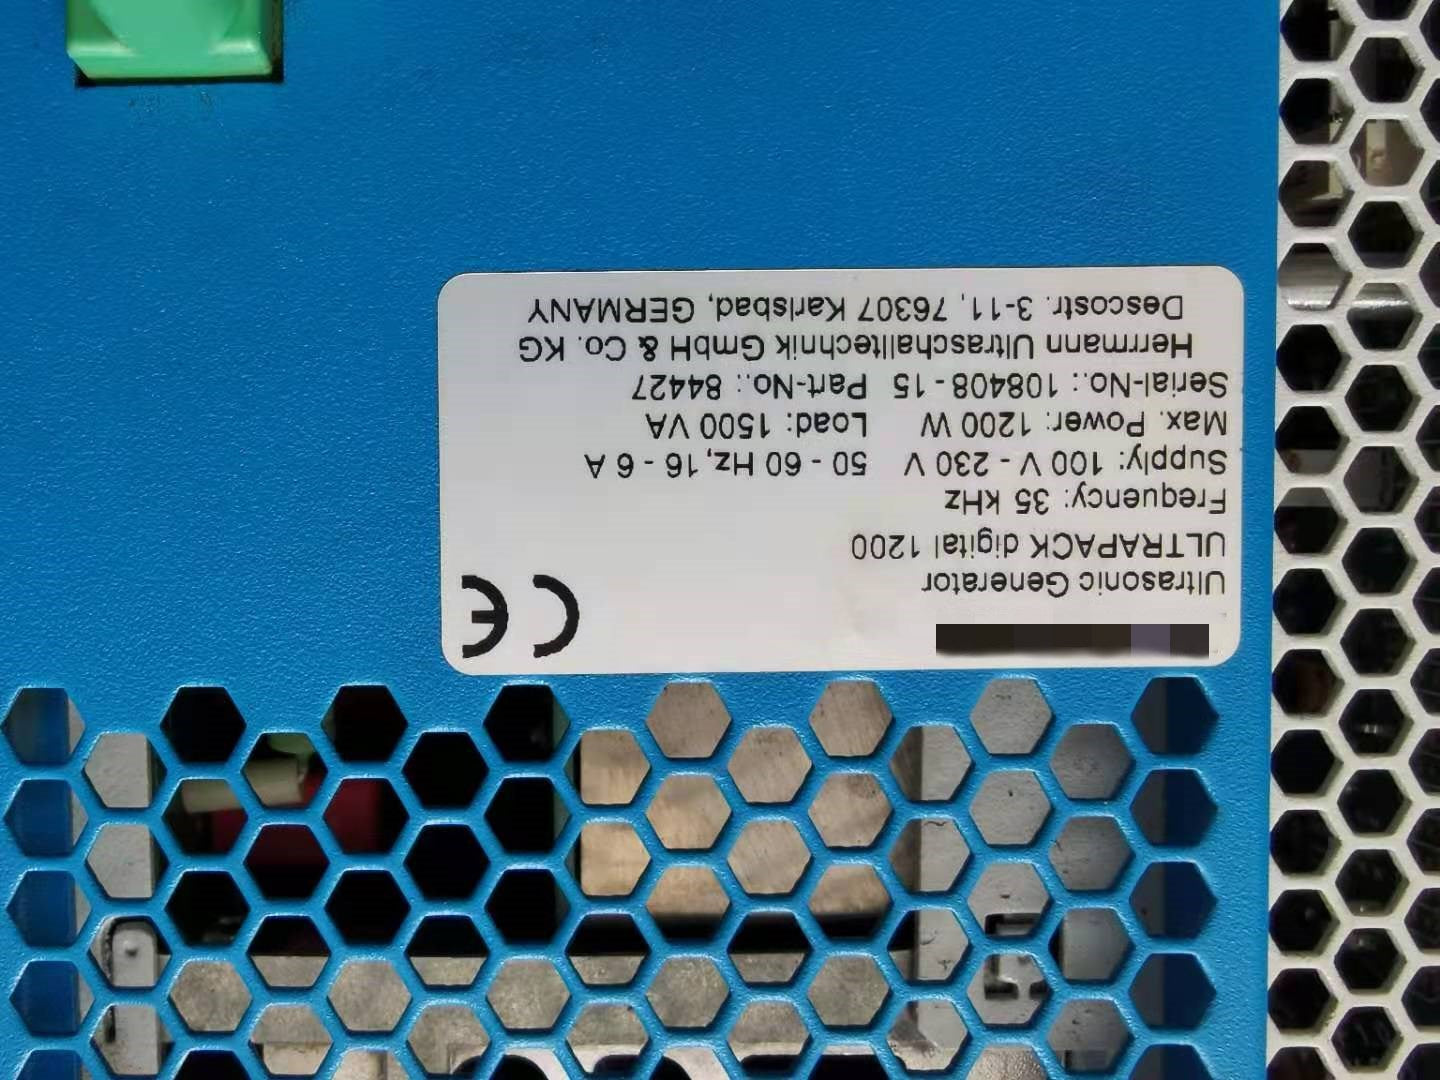 Ultrasonic Generator
ULTRAPACK digital 1200
Frequency: 35 kHz
Supply: 100 V - 230 V 50 - 60 Hz, 16 - 6 A
Max. Power: 1200 W Load: 1500 VA
Serial-No.: 108408 - 15 Part-No.: 84427
Herrmann Ultraschalltechnik GmbH & Co. KG
Descostr. 3-11, 76307 Karlsbad, GERMANY
CE